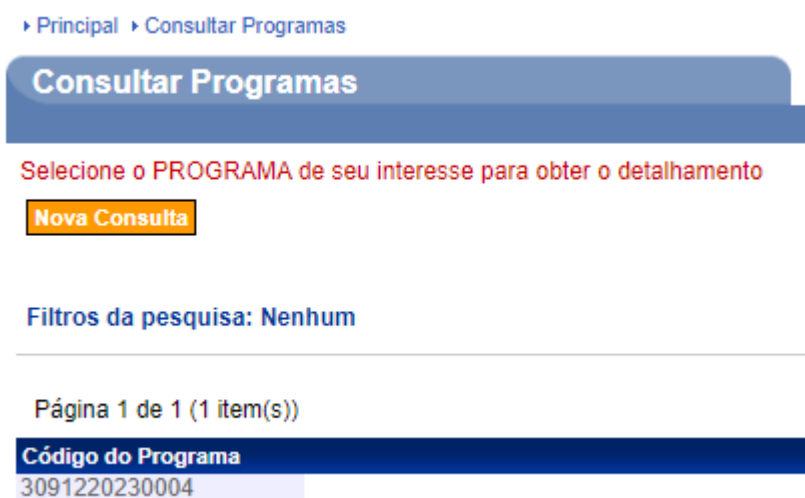 Principal Consultar Programas
Consultar Programas
Selecione o PROGRAMA de seu interesse para obter o detalhamento
Nova Consulta
Filtros da pesquisa: Nenhum
Página 1 de 1 (1 item(s))
Código do Programa
3091220230004